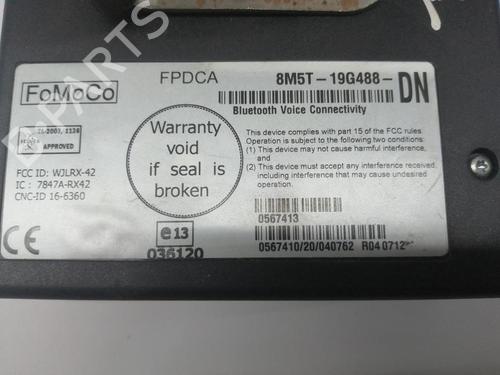 FoMoCo
FPDCA
8M5T-19G488-DN
Bluetooth Voice Connectivity
APPROVED
Warranty
void
if seal is
broken
This device complies with part 15 of the FCC rules
Operation is subject to the following two conditions:
(1) This device may not cause harmful interference,
and
(2) This device must accept any interference received,
including interference that may cause undesired
operation.
FCC ID: WJLRX-42
IC : 7847A-RX42
CNC-ID 16-6360
CE
e13
036120
0567413
0567410/20/040762